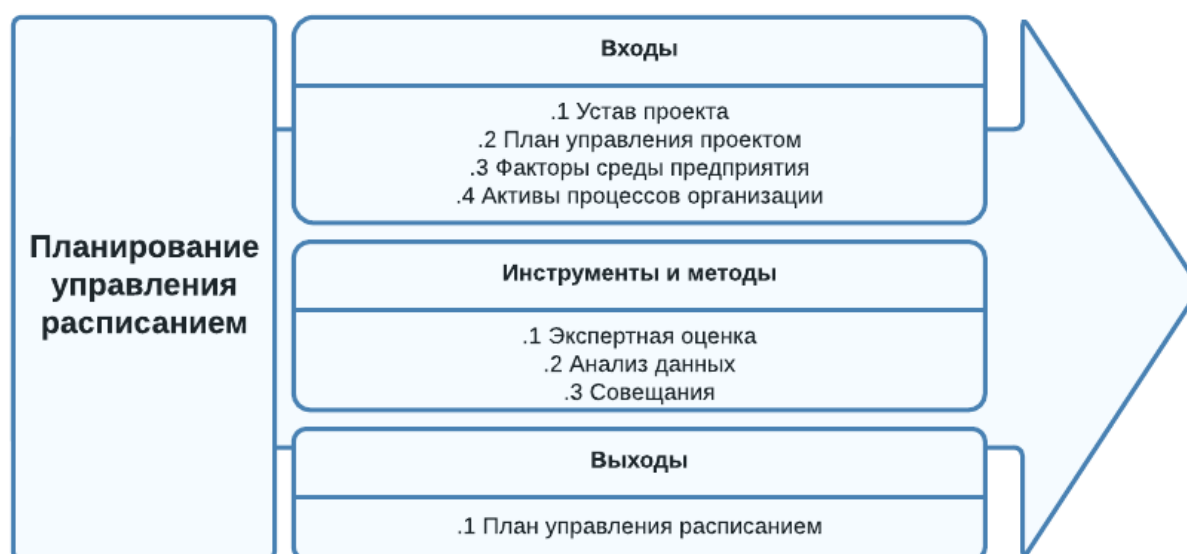 Планирование
управления
расписанием
Входы
.1 Устав проекта
.2 План управления проектом
.3 Факторы среды предприятия
.4 Активы процессов организации
Инструменты и методы
.1 Экспертная оценка
.2 Анализ данных
.3 Совещания
Выходы
.1 План управления расписанием